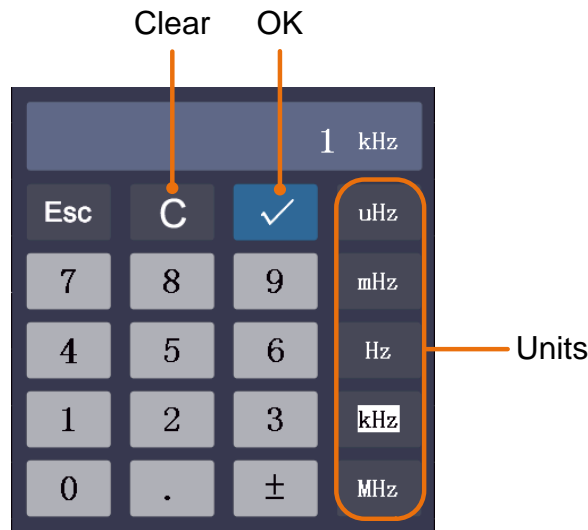 Clear OK
1 kHz
Esc C ✓ uHz
7 8 9 mHz
4 5 6 Hz
Units
1 2 3 kHz
0 . ± MHz